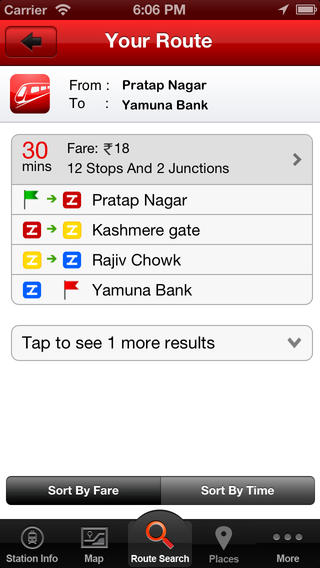 Carrier 6:06 PM
Your Route
From : Pratap Nagar
To : Yamuna Bank
30 mins
Fare: ₹18
12 Stops And 2 Junctions
Pratap Nagar
Kashmere gate
Rajiv Chowk
Yamuna Bank
Tap to see 1 more results
Sort By Fare Sort By Time
Station Info Map Route Search Places More